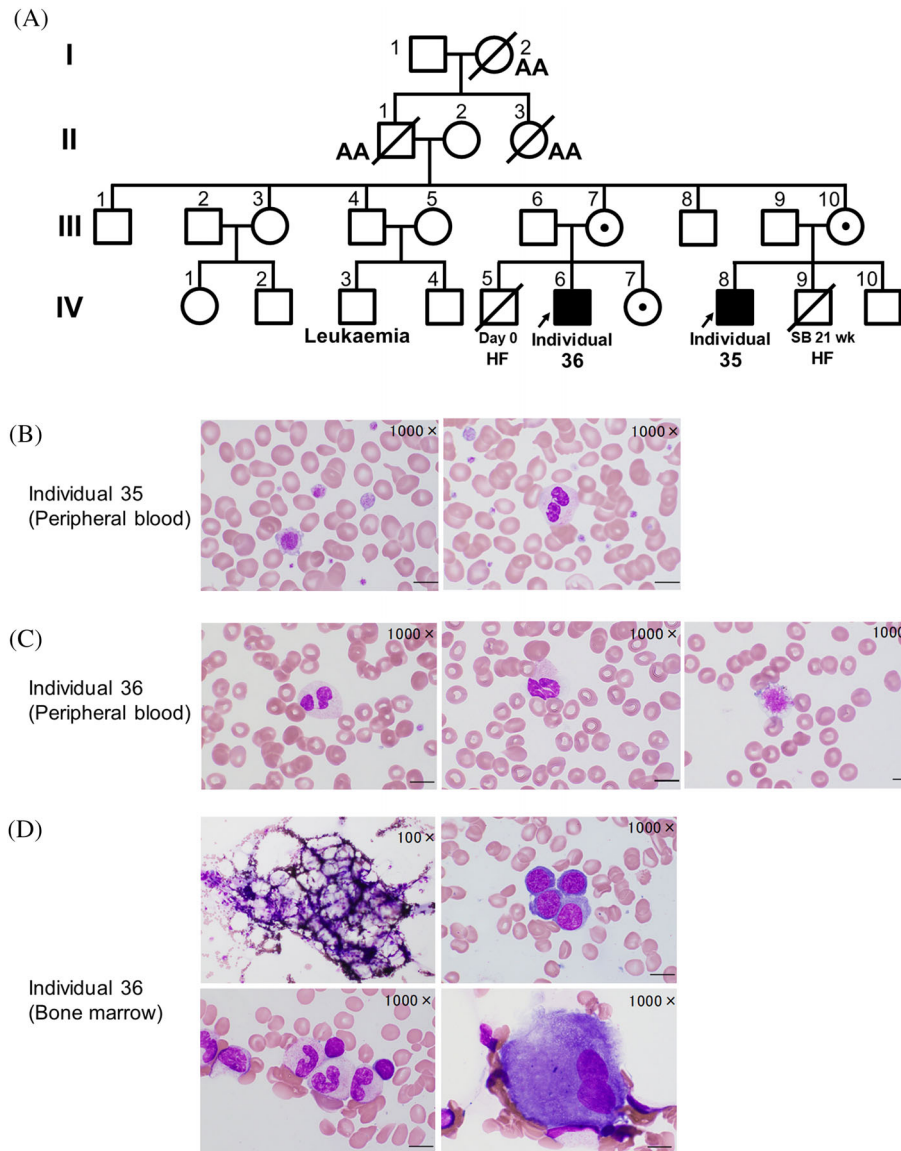 (A)
I
1
2
AA
II
1
2
3
AA
AA
III
1
2
3
4
5
6
7
8
9
10
IV
1
2
3
4
5
6
7
8
9
10
Leukaemia
Day 0
HF
Individual
36
Individual
35
SB 21 wk
HF
(B)
Individual 35
(Peripheral blood)
1000 ×
1000 ×
(C)
Individual 36
(Peripheral blood)
1000 ×
1000 ×
1000
(D)
Individual 36
(Bone marrow)
100×
1000 ×
1000 ×
1000 ×